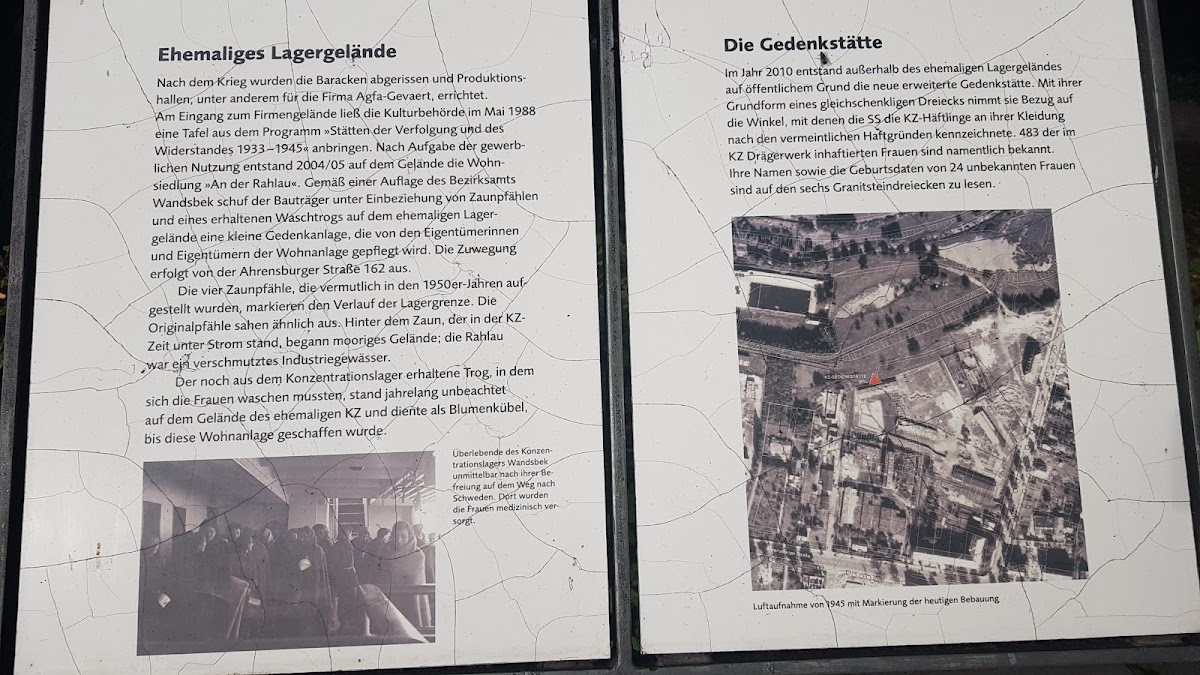 Ehemaliges Lagergelände
Nach dem Krieg wurden die Baracken abgerissen und Produktions-
hallen, unter anderem für die Firma Agfa-Gevaert, errichtet.
Am Eingang zum Firmengelände ließ die Kulturbehörde im Mai 1988
eine Tafel aus dem Programm »Stätten der Verfolgung und des
Widerstandes 1933–1945« anbringen. Nach Aufgabe der gewerb-
lichen Nutzung entstand 2004/05 auf dem Gelände die Wohn-
siedlung »An der Rahlau«. Gemäß einer Auflage des Bezirksamts
Wandsbek schuf der Bauträger unter Einbeziehung von Zaunpfählen
und eines erhaltenen Waschtrogs auf dem ehemaligen Lager-
gelände eine kleine Gedenkanlage, die von den Eigentümerinnen
und Eigentümern der Wohnanlage gepflegt wird. Die Zuwegung
erfolgt von der Ahrensburger Straße 162 aus.
Die vier Zaunpfähle, die vermutlich in den 1950er-Jahren auf-
gestellt wurden, markieren den Verlauf der Lagergrenze. Die
Originalpfähle sahen ähnlich aus. Hinter dem Zaun, der in der KZ-
Zeit unter Strom stand, begann mooriges Gelände; die Rahlau
war ein verschmutztes Industriegewässer.
Der noch aus dem Konzentrationslager erhaltene Trog, in dem
sich die Frauen waschen mussten, stand jahrelang unbeachtet
auf dem Gelände des ehemaligen KZ und diente als Blumenkübel,
bis diese Wohnanlage geschaffen wurde.
Überlebende des Konzen-
trationslagers Wandsbek
unmittelbar nach ihrer Be-
freiung auf dem Weg nach
Schweden. Dort wurden
die Frauen medizinisch ver-
sorgt.
Die Gedenkstätte
Im Jahr 2010 entstand außerhalb des ehemaligen Lagergeländes
auf öffentlichem Grund die neue erweiterte Gedenkstätte. Mit ihrer
Grundform eines gleichschenkligen Dreiecks nimmt sie Bezug auf
die Winkel, mit denen die SS die KZ-Häftlinge an ihrer Kleidung
nach den vermeintlichen Haftgründen kennzeichnete. 483 der im
KZ Drägerwerk inhaftierten Frauen sind namentlich bekannt.
Ihre Namen sowie die Geburtsdaten von 24 unbekannten Frauen
sind auf den sechs Granitsteindreiecken zu lesen.
KZ-GEDENKSTÄTTE
Luftaufnahme von 1945 mit Markierung der heutigen Bebauung